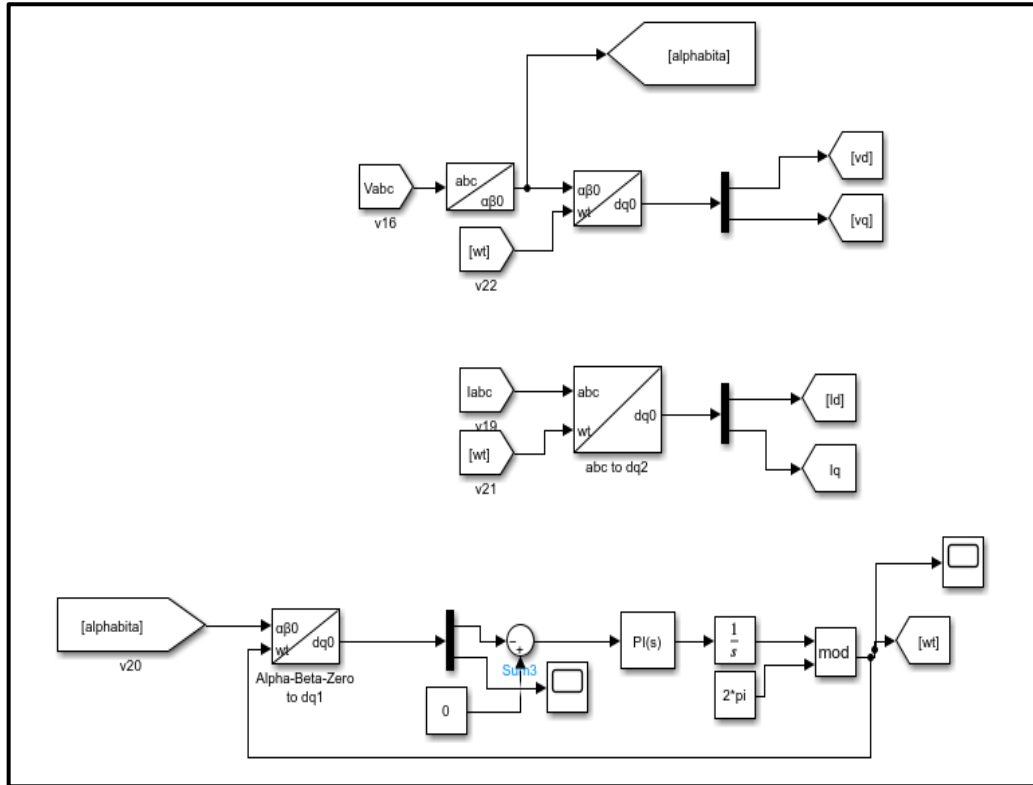 [alphabita]
Vabc
v16
abc
αβ0
αβ0
wt
dq0
[wt]
v22
[vd]
[vq]
Iabc
v19
[wt]
v21
abc
wt
dq0
abc to dq2
[Id]
Iq
[alphabita]
v20
αβ0
wt
dq0
Alpha-Beta-Zero
to dq1
−
+
Sum3
0
PI(s)
1
s
2*pi
mod
[wt]